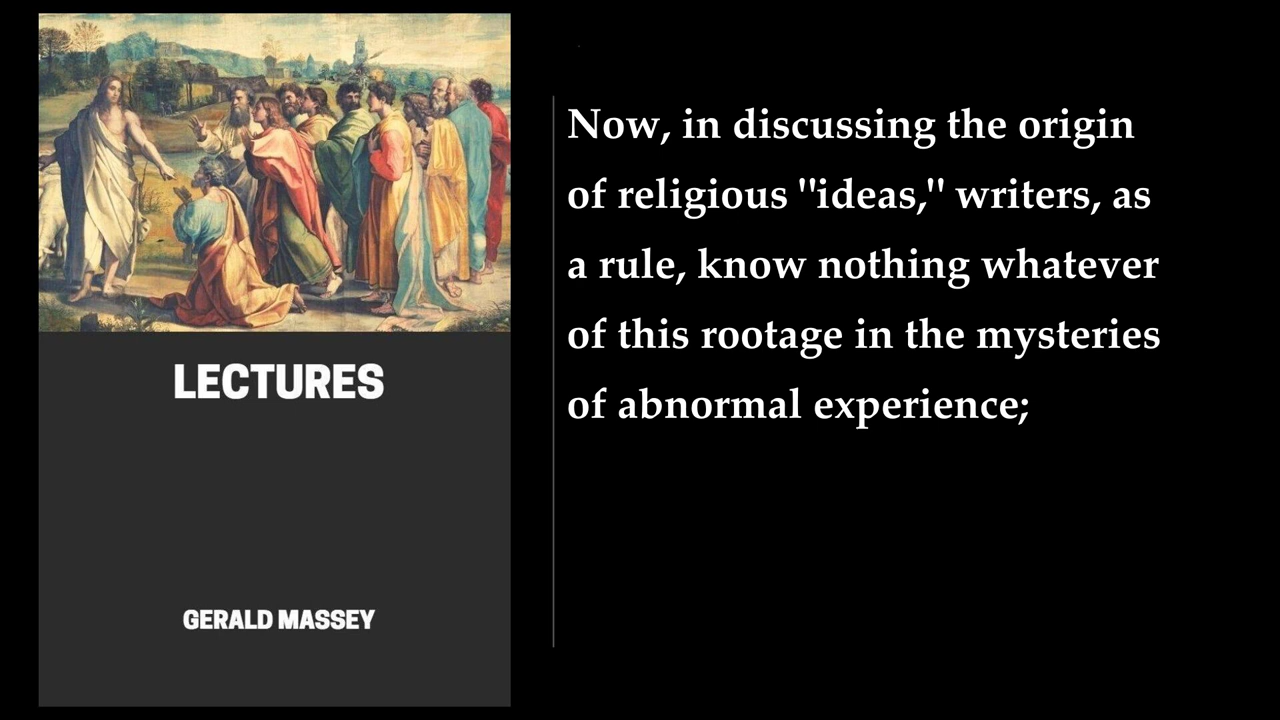 LECTURES
GERALD MASSEY
Now, in discussing the origin
of religious "ideas," writers, as
a rule, know nothing whatever
of this rootage in the mysteries
of abnormal experience;